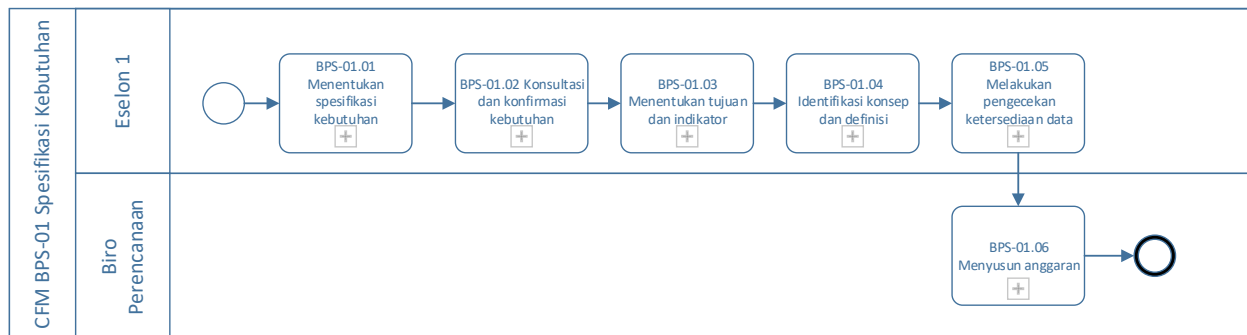 CFM BPS-01 Spesifikasi Kebutuhan
Eselon 1
BPS-01.01
Menentukan
spesifikasi
kebutuhan
BPS-01.02 Konsultasi
dan konfirmasi
kebutuhan
BPS-01.03
Menentukan tujuan
dan indikator
BPS-01.04
Identifikasi konsep
dan definisi
BPS-01.05
Melakukan
pengecekan
ketersediaan data
Biro
Perencanaan
BPS-01.06
Menyusun anggaran